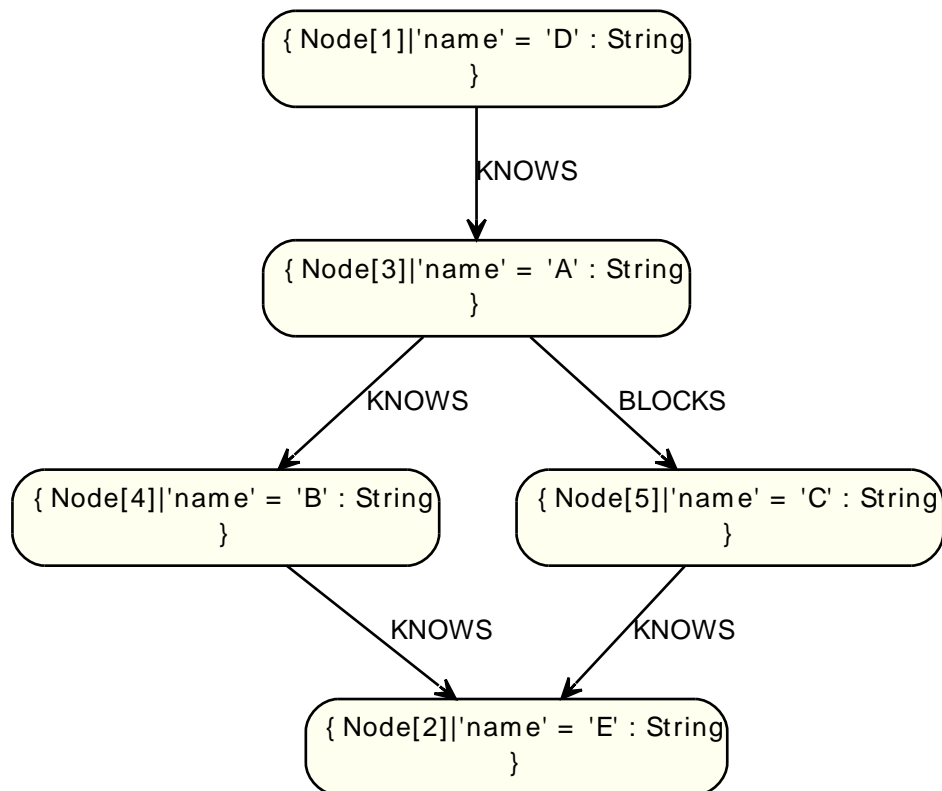 { Node[1]|'name' = 'D' : String
}
KNOWS
{ Node[3]|'name' = 'A' : String
}
KNOWS
BLOCKS
{ Node[4]|'name' = 'B' : String
}
{ Node[5]|'name' = 'C' : String
}
KNOWS
KNOWS
{ Node[2]|'name' = 'E' : String
}